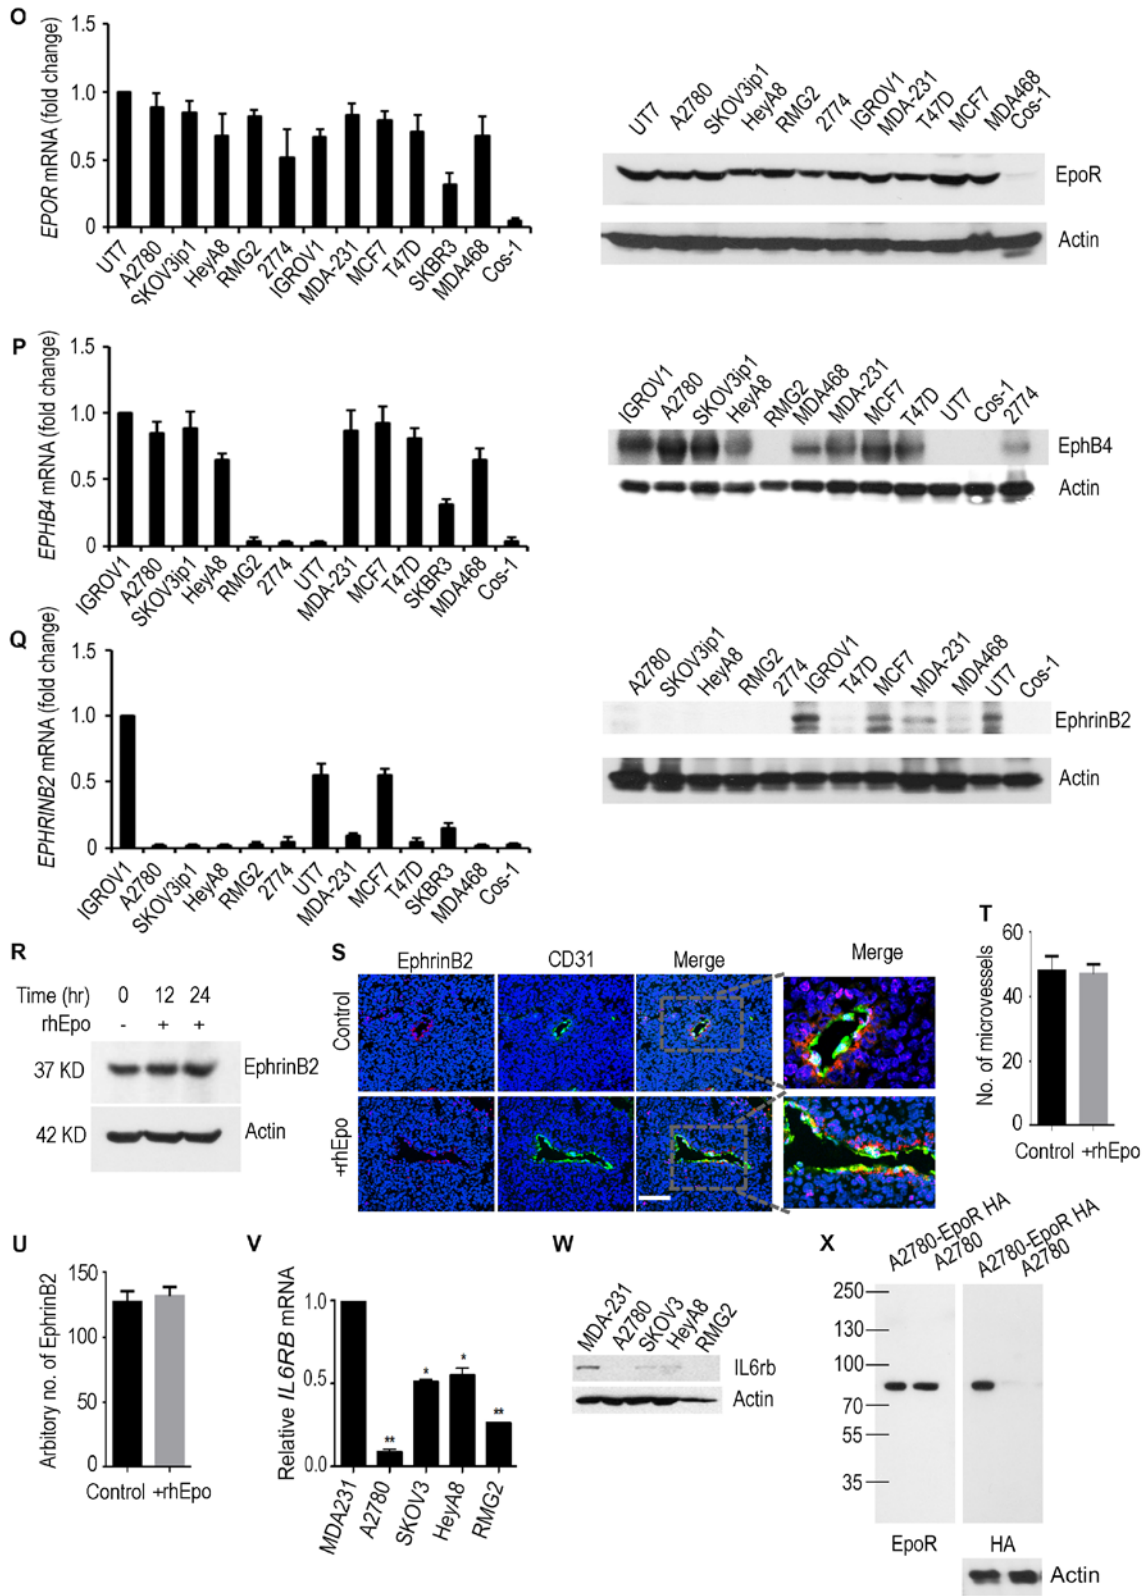 O
EPOR mRNA (fold change)
1.5
1.0
0.5
0
UT7
A2780
SKOV3ip1
HeyA8
RMG2
2774
IGROV1
MDA-231
MCF7
T47D
SKBR3
MDA468
Cos-1
UT7
A2780
SKOV3ip1
HeyA8
RMG2
2774
IGROV1
MDA-231
T47D
MCF7
MDA468
Cos-1
EpoR
Actin
P
EPHB4 mRNA (fold change)
1.5
1.0
0.5
0
IGROV1
A2780
SKOV3ip1
HeyA8
RMG2
2774
UT7
MDA-231
MCF7
T47D
SKBR3
MDA468
Cos-1
IGROV1
A2780
SKOV3ip1
HeyA8
RMG2
MDA468
MDA-231
MCF7
T47D
UT7
Cos-1
2774
EphB4
Actin
Q
EPHRINB2 mRNA (fold change)
1.5
1.0
0.5
0
IGROV1
A2780
SKOV3ip1
HeyA8
RMG2
2774
UT7
MDA-231
MCF7
T47D
SKBR3
MDA468
Cos-1
A2780
SKOV3ip1
HeyA8
RMG2
2774
IGROV1
T47D
MCF7
MDA-231
MDA468
UT7
Cos-1
EphrinB2
Actin
R
Time (hr) 0 12 24
rhEpo - + +
37 KD EphrinB2
42 KD Actin
S
EphrinB2 CD31 Merge Merge
Control
+rhEpo
T
No. of microvessels
60
40
20
0
Control +rhEpo
U
Arbitory no. of EphrinB2
150
100
50
0
Control +rhEpo
V
Relative IL6RB mRNA
1.0
0.5
0.0
** * * **
MDA231
A2780
SKOV3
HeyA8
RMG2
W
MDA-231
A2780
SKOV3
HeyA8
RMG2
IL6rb
Actin
X
A2780-EpoR HA
A2780
A2780-EpoR HA
A2780
250
130
100
70
55
35
EpoR HA
Actin